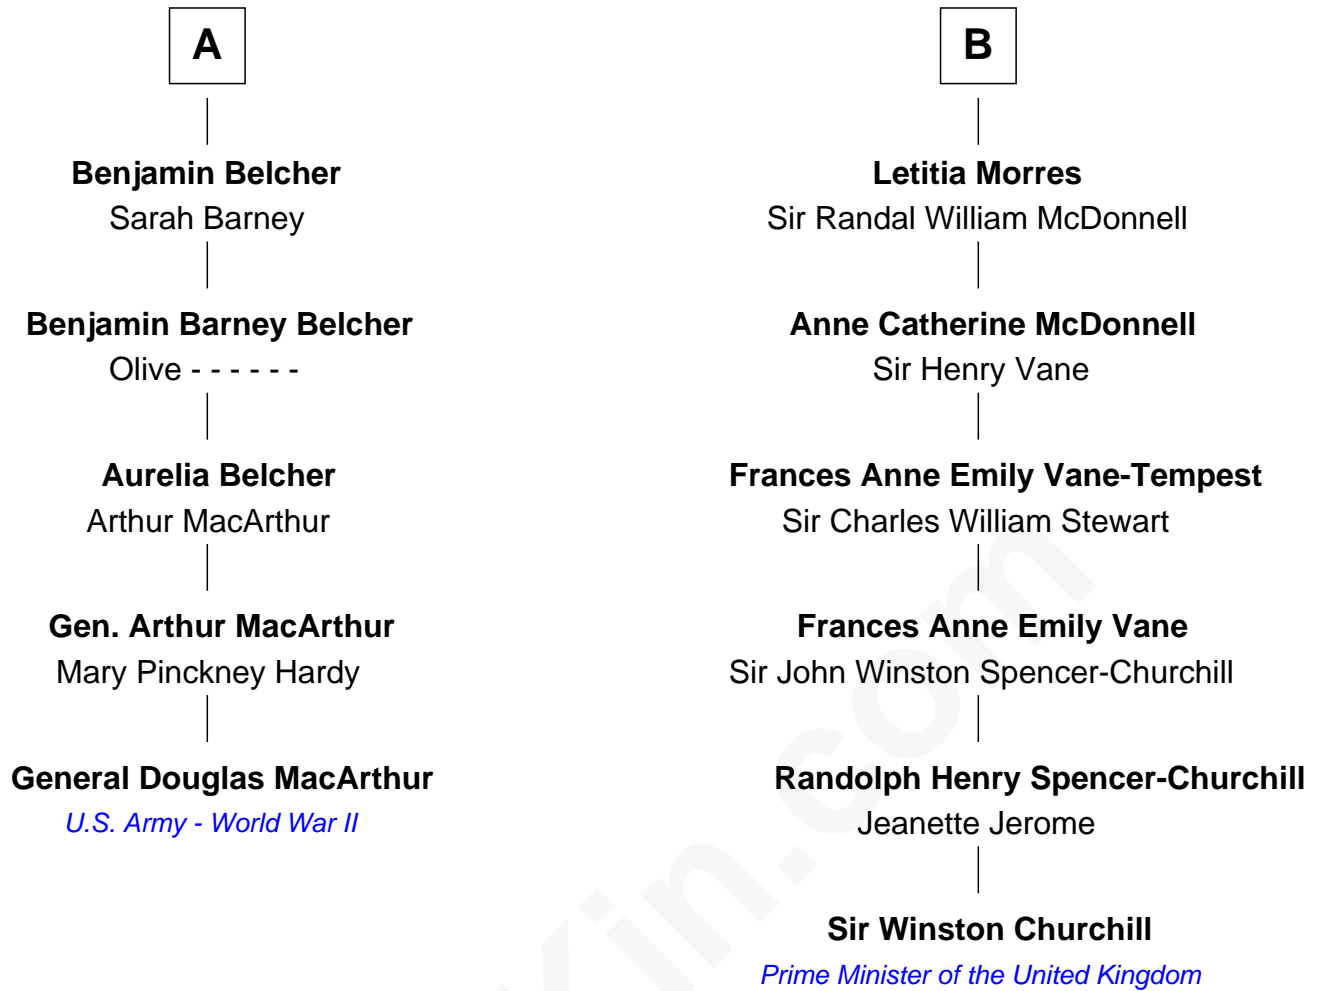 A
Benjamin Belcher
Sarah Barney
Benjamin Barney Belcher
Olive - - - - - -
Aurelia Belcher
Arthur MacArthur
Gen. Arthur MacArthur
Mary Pinckney Hardy
General Douglas MacArthur
U.S. Army - World War II
B
Letitia Morres
Sir Randal William McDonnell
Anne Catherine McDonnell
Sir Henry Vane
Frances Anne Emily Vane-Tempest
Sir Charles William Stewart
Frances Anne Emily Vane
Sir John Winston Spencer-Churchill
Randolph Henry Spencer-Churchill
Jeanette Jerome
Sir Winston Churchill
Prime Minister of the United Kingdom
Kin.com